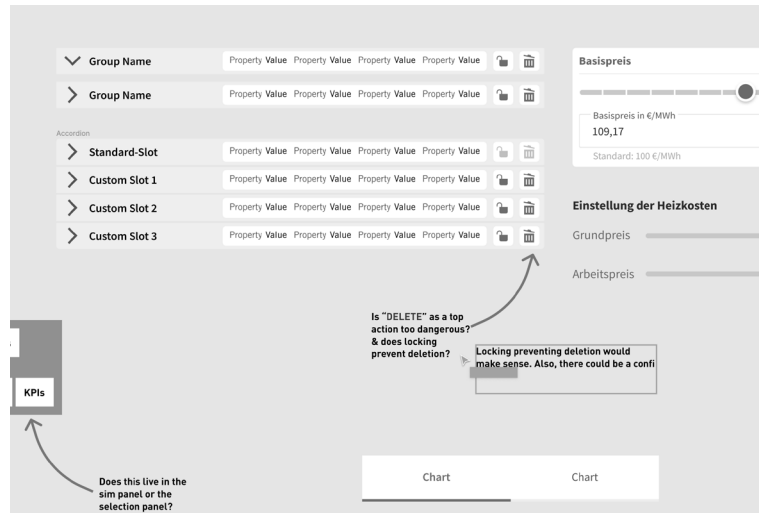 Group Name Property Value Property Value Property Value Property Value
Group Name Property Value Property Value Property Value Property Value
Accordion
Standard-Slot Property Value Property Value Property Value Property Value
Custom Slot 1 Property Value Property Value Property Value Property Value
Custom Slot 2 Property Value Property Value Property Value Property Value
Custom Slot 3 Property Value Property Value Property Value Property Value
Basispreis
Basispreis in €/MWh
109,17
Standard: 100 €/MWh
Einstellung der Heizkosten
Grundpreis
Arbeitspreis
Is "DELETE" as a top
action too dangerous?
& does locking
prevent deletion?
Locking preventing deletion would
make sense. Also, there could be a confi
KPIs
Does this live in the
sim panel or the
selection panel?
Chart Chart